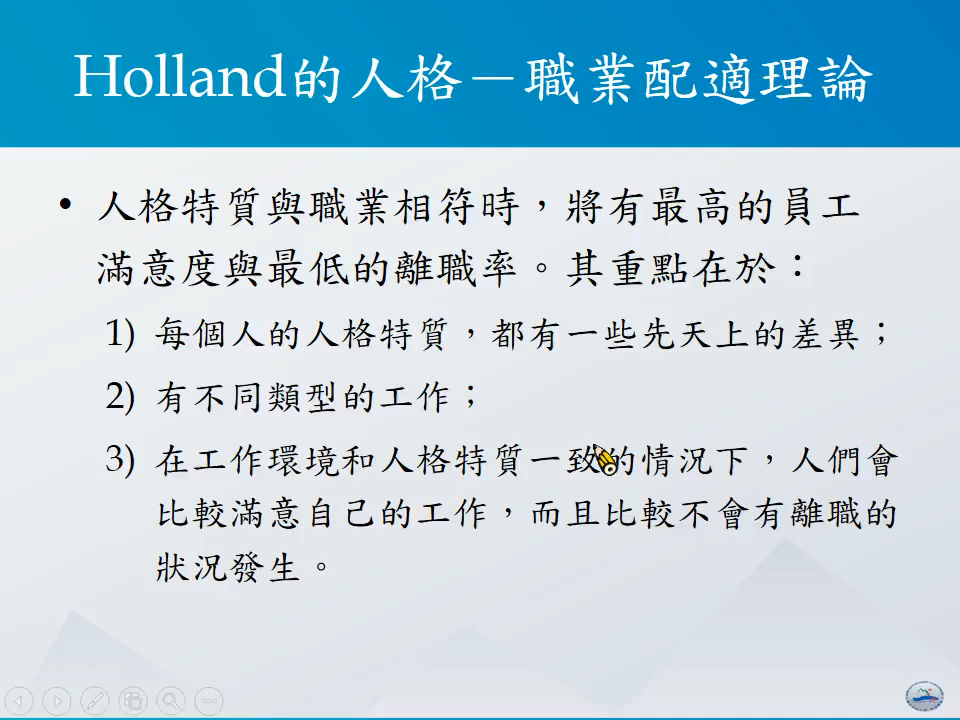 Holland的人格－職業配適理論
• 人格特質與職業相符時，將有最高的員工
滿意度與最低的離職率。其重點在於：
1) 每個人的人格特質，都有一些先天上的差異；
2) 有不同類型的工作；
3) 在工作環境和人格特質一致的情況下，人們會
比較滿意自己的工作，而且比較不會有離職的
狀況發生。